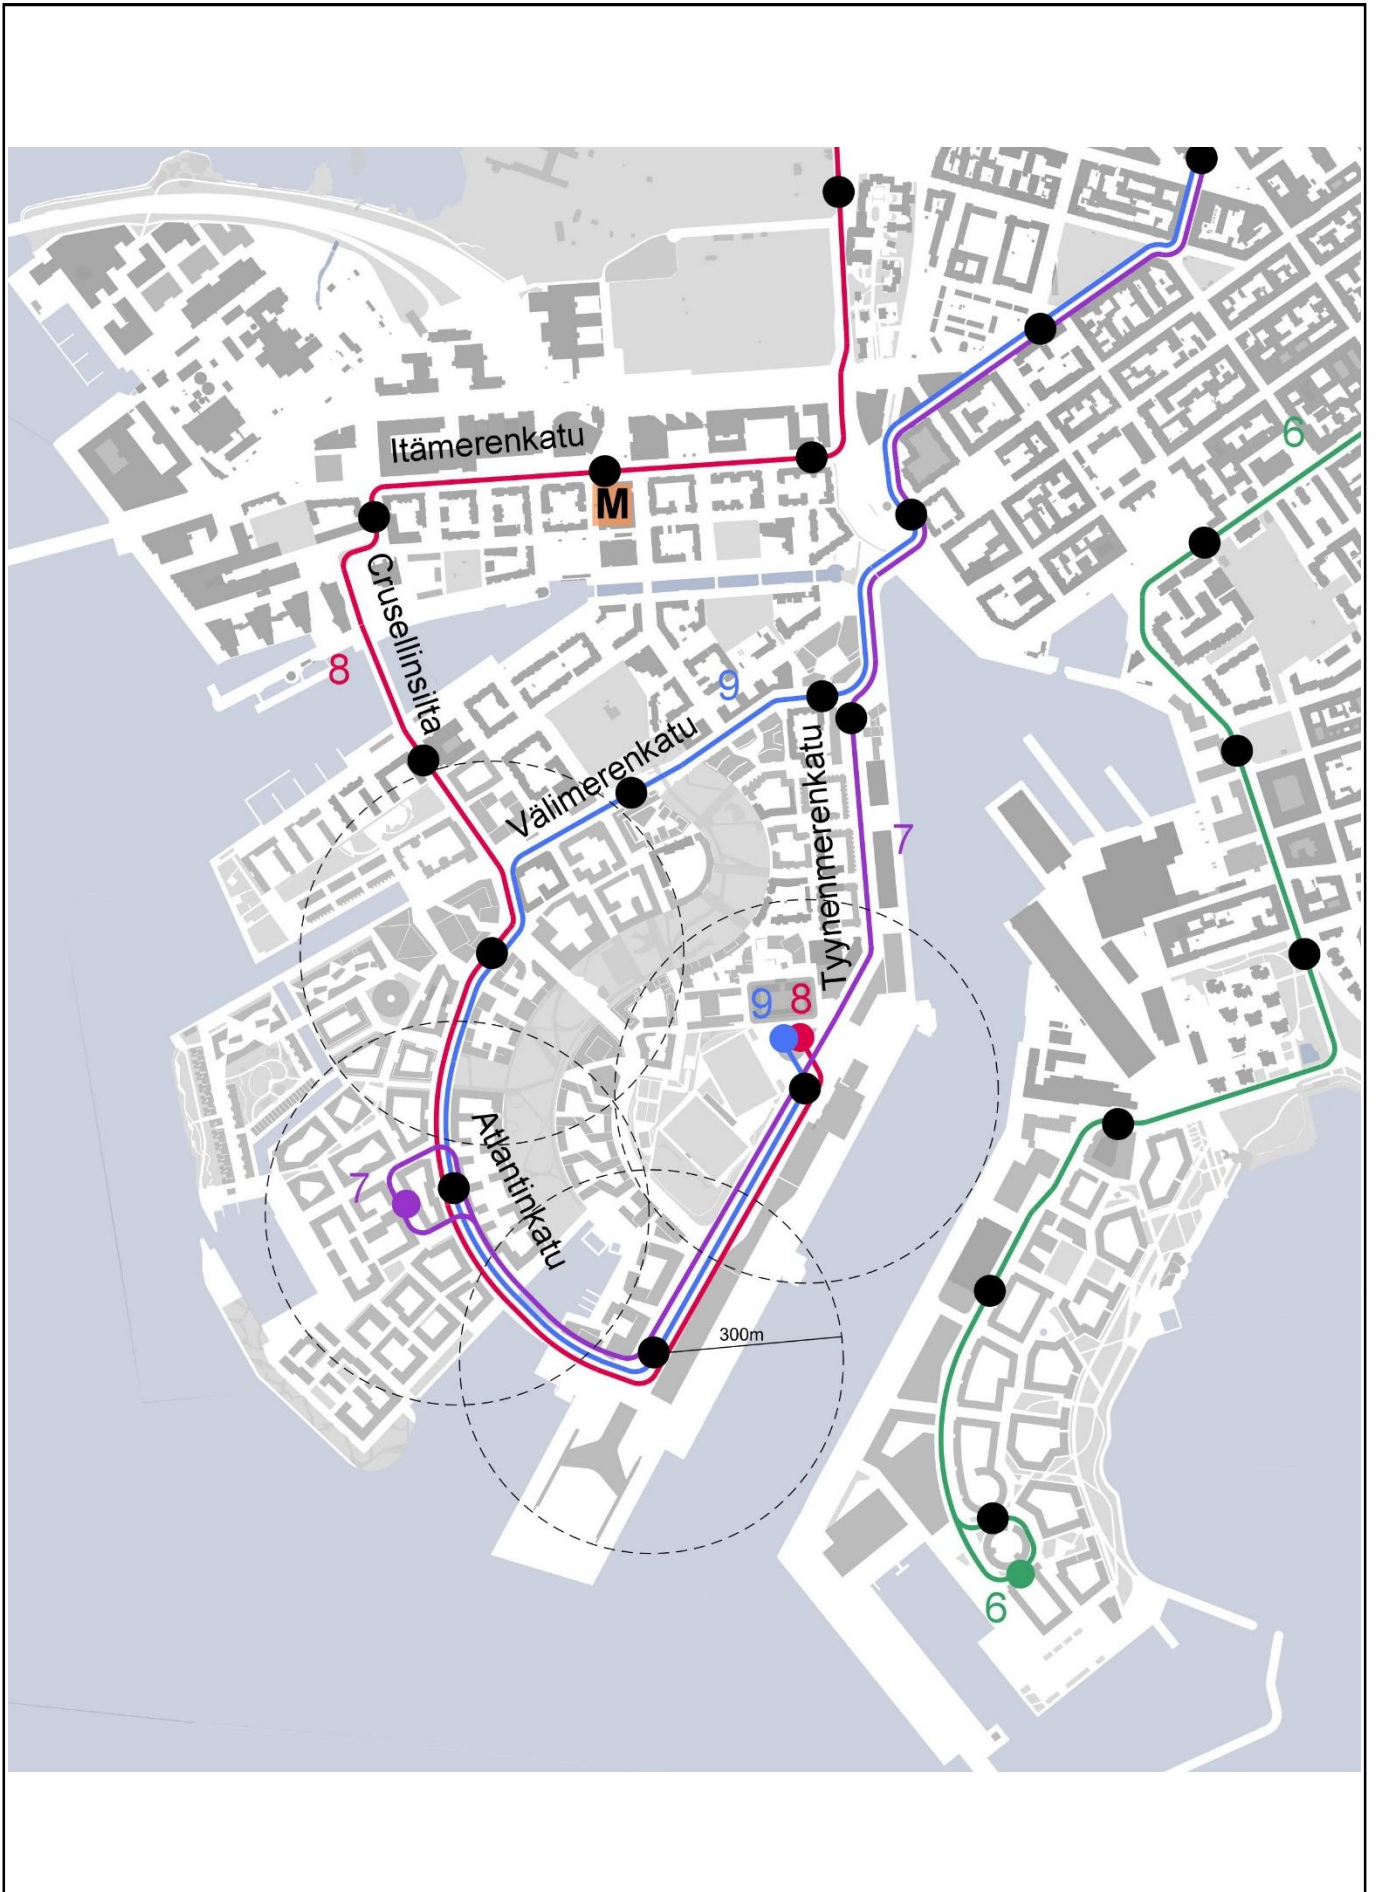 6
Itämerenkatu
M
Crusellinsilta
8
9
Välimerenkatu
Tyynenmerenkatu
7
9
8
Atlantinkatu
7
300m
6